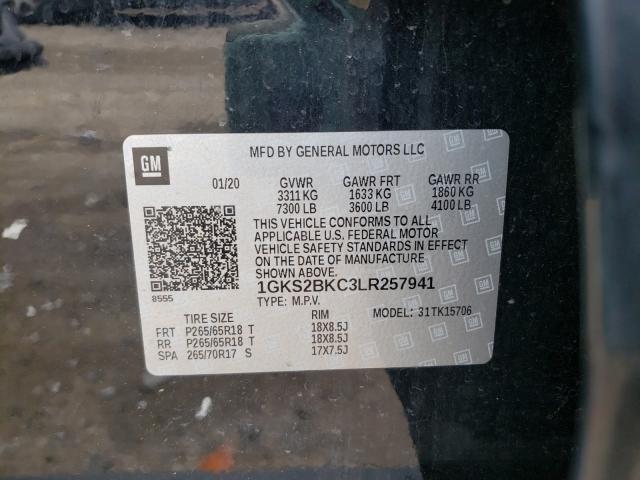 GM
MFD BY GENERAL MOTORS LLC
01/20 GVWR GAWR FRT GAWR RR
3311 KG 1633 KG 1860 KG
7300 LB 3600 LB 4100 LB
THIS VEHICLE CONFORMS TO ALL
APPLICABLE U.S. FEDERAL MOTOR
VEHICLE SAFETY STANDARDS IN EFFECT
ON THE DATE OF MANUFACTURE
SHOWN ABOVE.
8555
1GKS2BKC3LR257941
TYPE: M.P.V. MODEL: 31TK15706
TIRE SIZE RIM
FRT P265/65R18 T 18X8.5J
RR P265/65R18 T 18X8.5J
SPA 265/70R17 S 17X7.5J